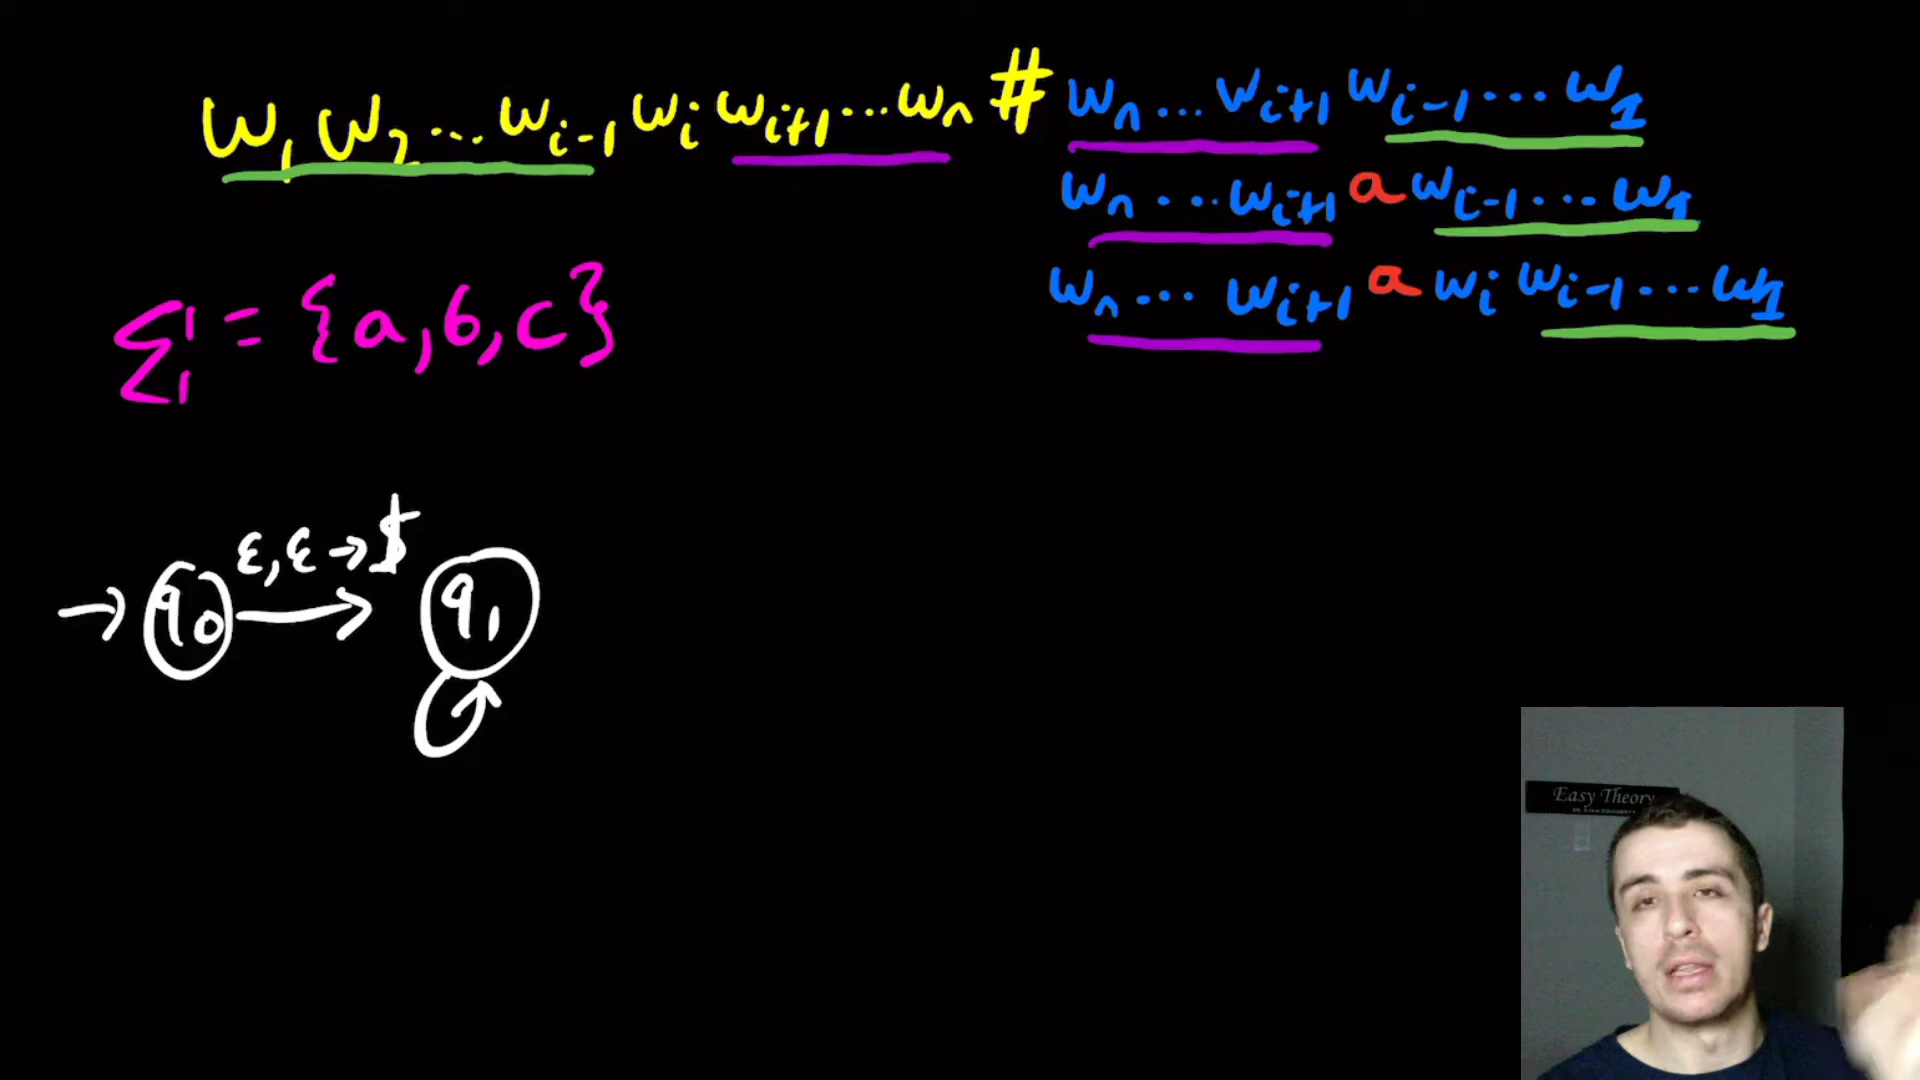 w₁ w₂ ... wᵢ₋₁ wᵢ wᵢ₊₁ ... wₙ # wₙ ... wᵢ₊₁ wᵢ₋₁ ... w₁
wₙ ... wᵢ₊₁ a wᵢ₋₁ ... w₁
wₙ ... wᵢ₊₁ a wᵢ wᵢ₋₁ ... w₁
Σ = {a, b, c}
→ q₀ ε, ε → $ q₁
Easy Theory